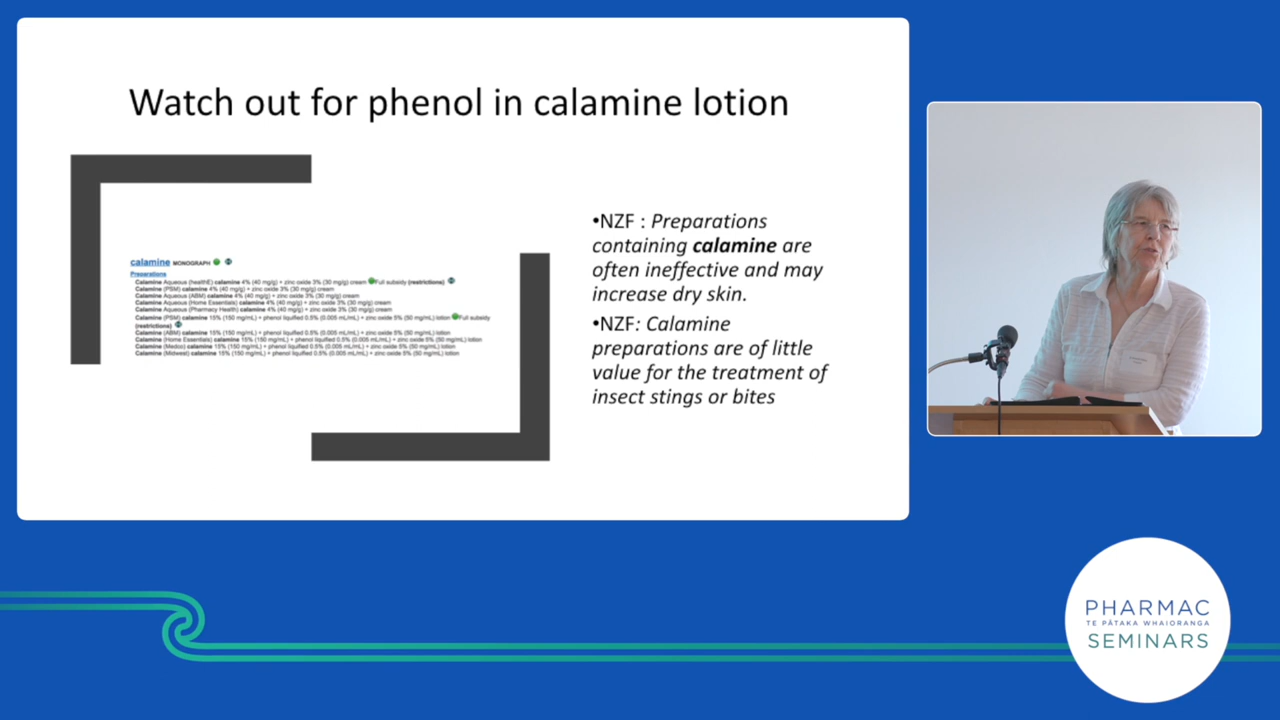 Watch out for phenol in calamine lotion
calamine MONOGRAPH
Preparations
Calamine Aqueous (healthE) calamine 4% (40 mg/g) + zinc oxide 3% (30 mg/g) cream Full subsidy (restrictions)
Calamine (PSM) calamine 4% (40 mg/g) + zinc oxide 3% (30 mg/g) cream
Calamine Aqueous (ABM) calamine 4% (40 mg/g) + zinc oxide 3% (30 mg/g) cream
Calamine Aqueous (Home Essentials) calamine 4% (40 mg/g) + zinc oxide 3% (30 mg/g) cream
Calamine Aqueous (Pharmacy Health) calamine 4% (40 mg/g) + zinc oxide 3% (30 mg/g) cream
Calamine (PSM) calamine 15% (150 mg/mL) + phenol liquified 0.5% (0.005 mL/mL) + zinc oxide 5% (50 mg/mL) lotion Full subsidy
(restrictions)
Calamine (ABM) calamine 15% (150 mg/mL) + phenol liquified 0.5% (0.005 mL/mL) + zinc oxide 5% (50 mg/mL) lotion
Calamine (Home Essentials) calamine 15% (150 mg/mL) + phenol liquified 0.5% (0.005 mL/mL) + zinc oxide 5% (50 mg/mL) lotion
Calamine (Medco) calamine 15% (150 mg/mL) + phenol liquified 0.5% (0.005 mL/mL) + zinc oxide 5% (50 mg/mL) lotion
Calamine (Midwest) calamine 15% (150 mg/mL) + phenol liquified 0.5% (0.005 mL/mL) + zinc oxide 5% (50 mg/mL) lotion
•NZF : Preparations
containing calamine are
often ineffective and may
increase dry skin.
•NZF: Calamine
preparations are of little
value for the treatment of
insect stings or bites
PHARMAC
TE PĀTAKA WHAIORANGA
SEMINARS